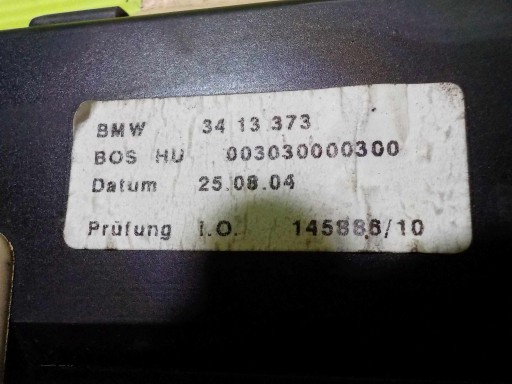 BMW 34 13 373
BOS HU 003030000300
Datum 25.08.04
Prüfung I.O. 145886/10